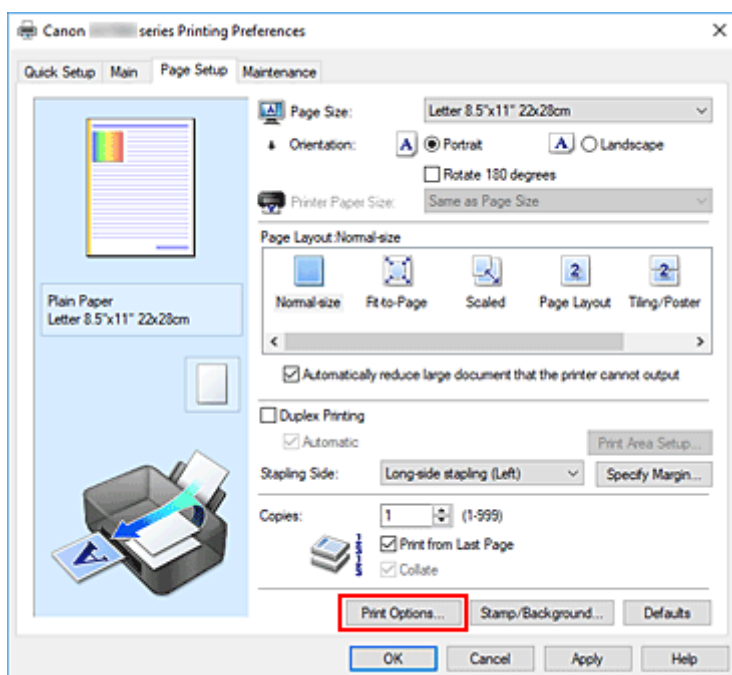 Canon series Printing Preferences
Quick Setup Main Page Setup Maintenance
Page Size: Letter 8.5"x11" 22x28cm
Orientation: A Portrait A Landscape
Rotate 180 degrees
Printer Paper Size: Same as Page Size
Page Layout:Normal-size
Normal-size Fit-to-Page Scaled Page Layout Tiling/Poster
Plain Paper
Letter 8.5"x11" 22x28cm
Automatically reduce large document that the printer cannot output
Duplex Printing
Automatic Print Area Setup...
Stapling Side: Long-side stapling (Left) Specify Margin...
Copies: 1 (1-999)
Print from Last Page
Collate
Print Options... Stamp/Background... Defaults
OK Cancel Apply Help